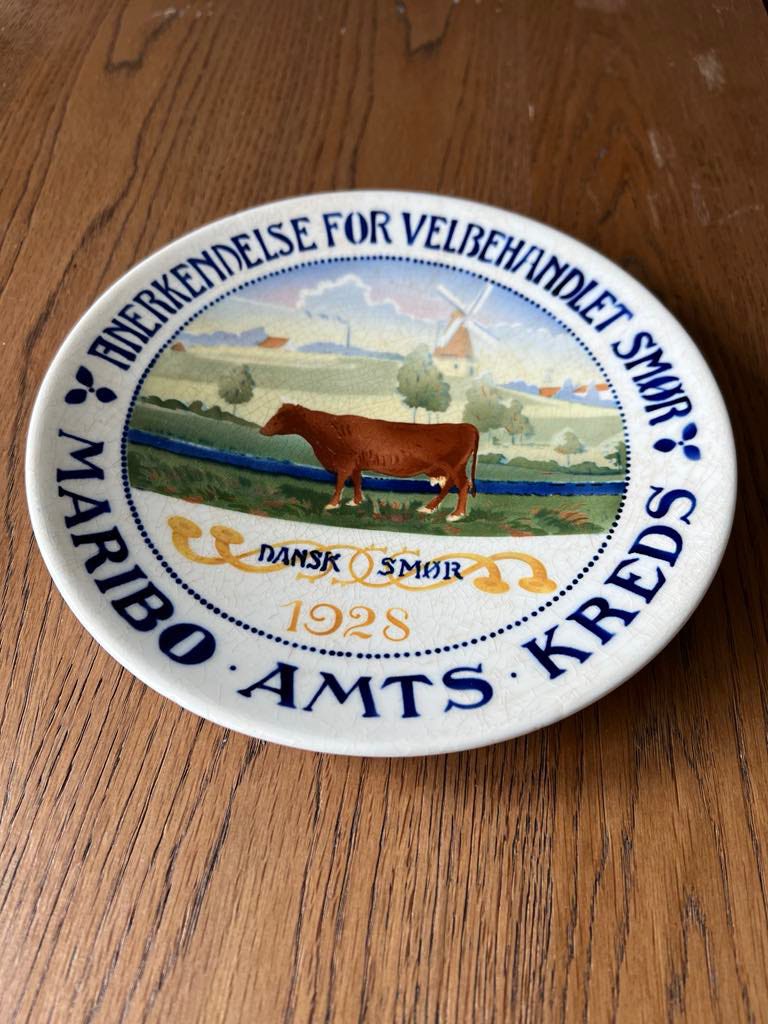 ANERKENDELSE FOR VELBEHANDLET SMØR
DANSK SMØR
1928
MARIBO · AMTS · KREDS